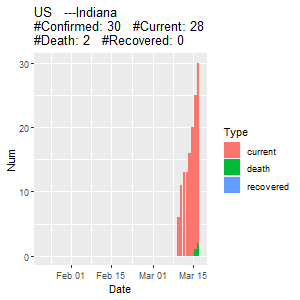 US   ---Indiana
#Confirmed: 30   #Current: 28
#Death: 2   #Recovered: 0
30
20
10
0
Num
Feb 01
Feb 15
Mar 01
Mar 15
Date
Type
current
death
recovered